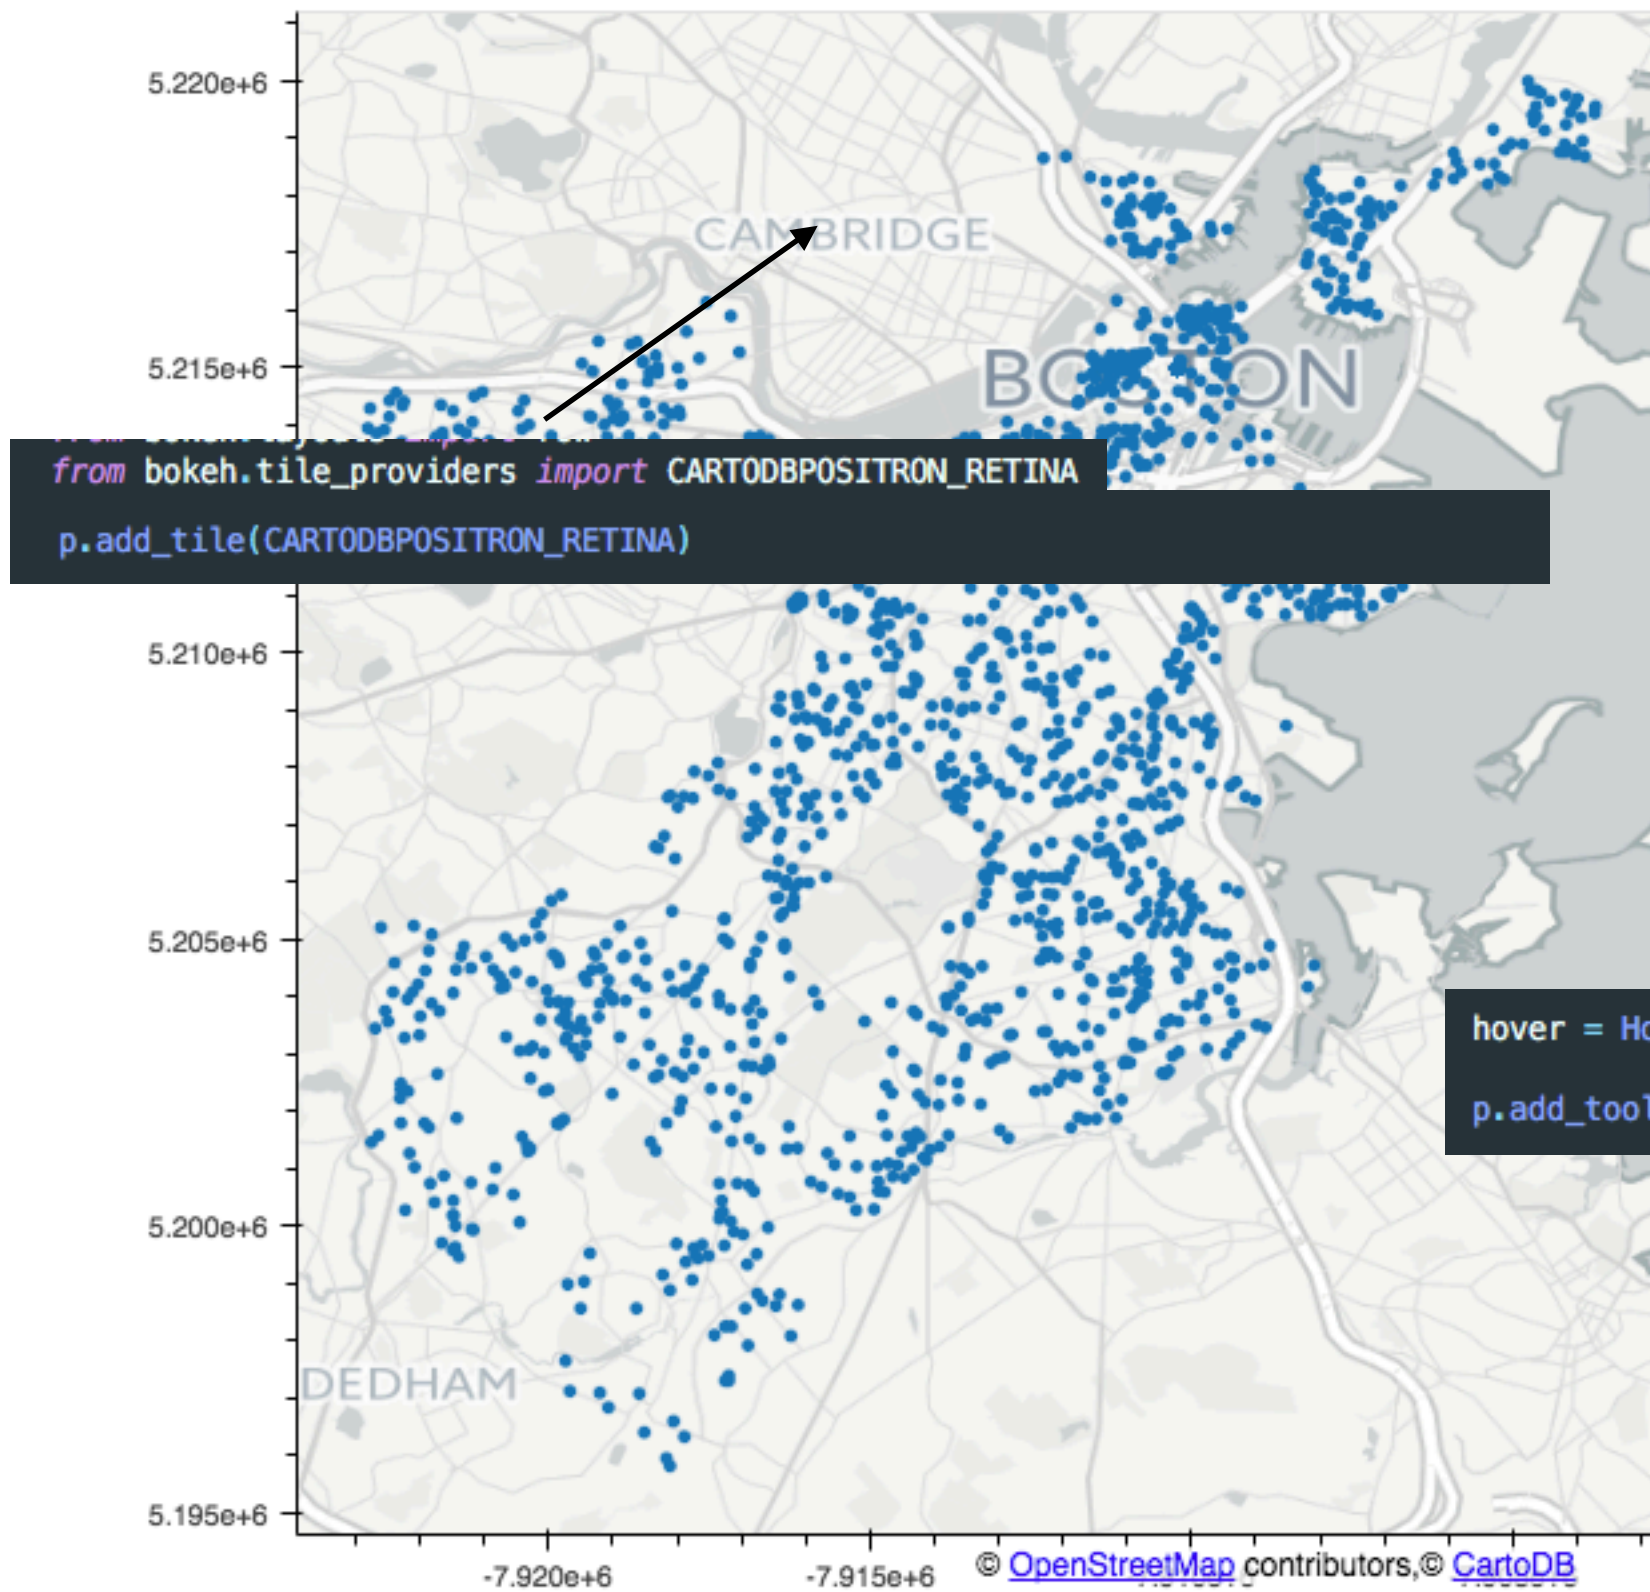 5.220e+6
CAMBRIDGE
5.215e+6
BOSTON
from bokeh.tile_providers import CARTODBPOSITRON_RETINA
p.add_tile(CARTODBPOSITRON_RETINA)
5.210e+6
5.205e+6
hover = Ho
p.add_tool
5.200e+6
DEDHAM
5.195e+6
-7.920e+6 -7.915e+6 © OpenStreetMap contributors,© CartoDB